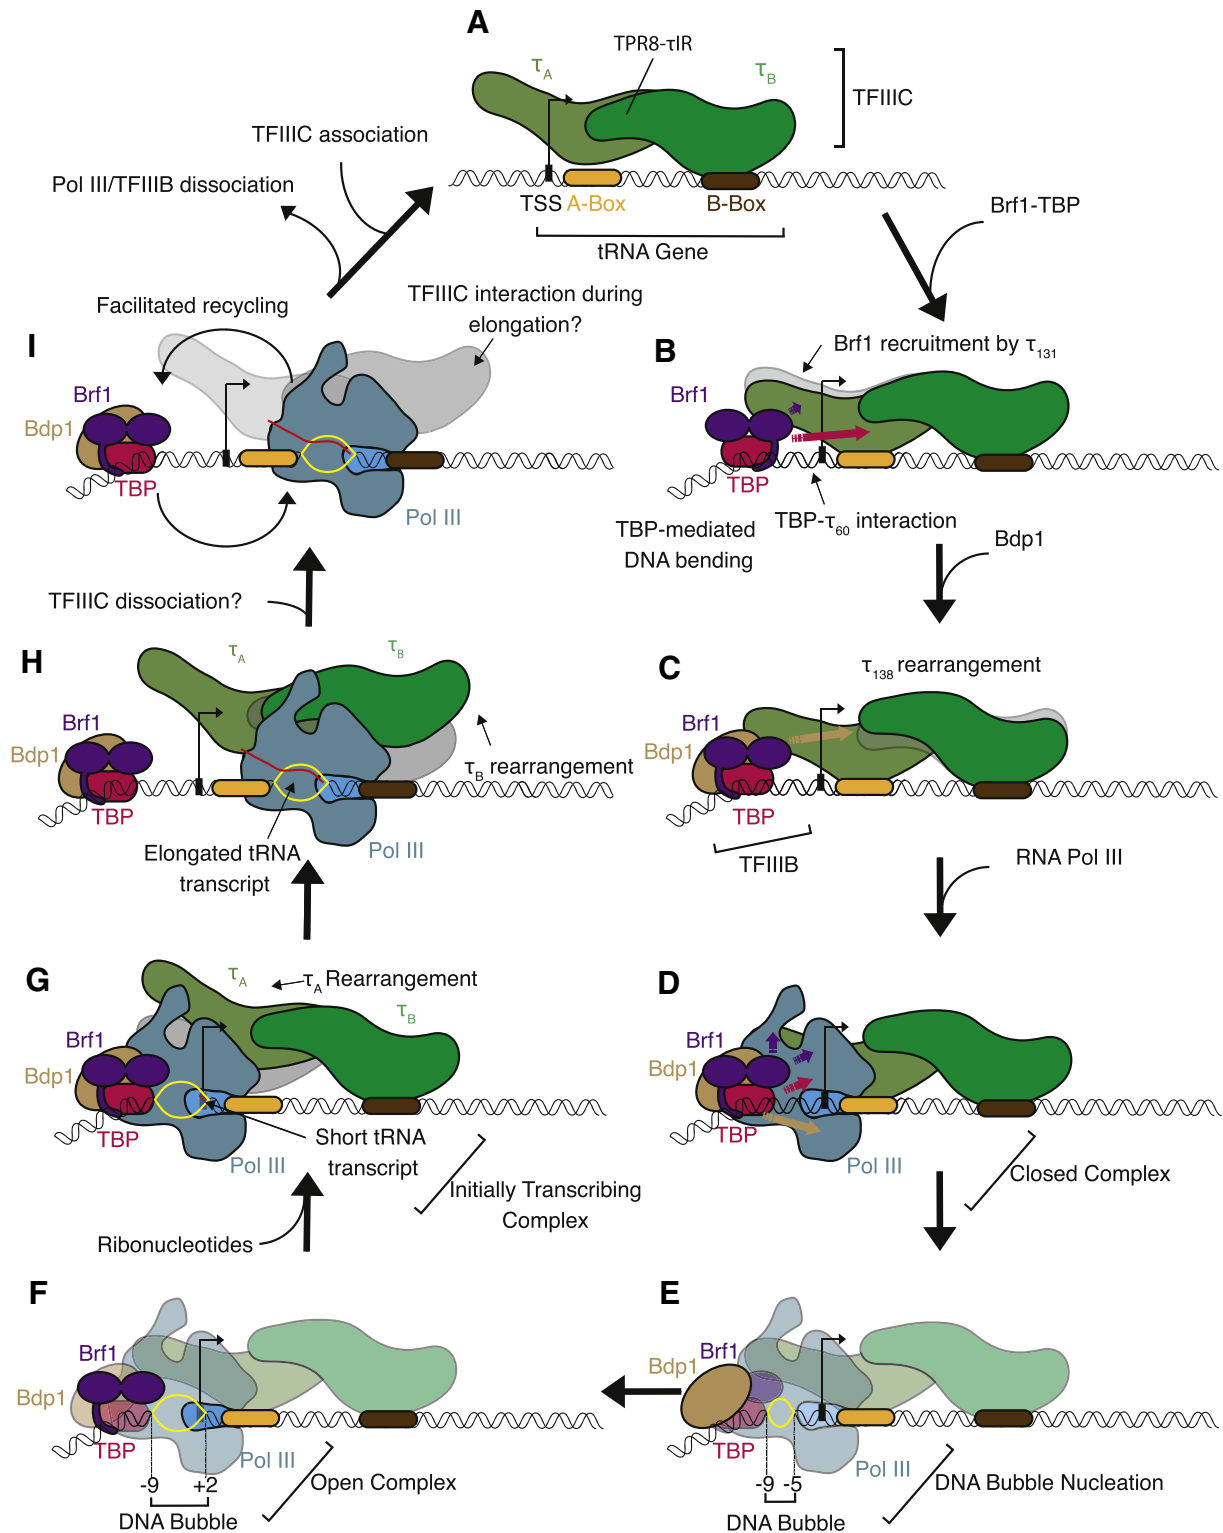 A
TPR8-τIR
τA
τB
TFIIIC
TFIIIC association
Pol III/TFIIIB dissociation
TSS A-Box
B-Box
tRNA Gene
Brf1-TBP
B
Brf1 recruitment by τ131
Brf1
TBP
TBP-τ60 interaction
TBP-mediated
DNA bending
Bdp1
C
τ138 rearrangement
Brf1
Bdp1
TBP
TFIIIB
RNA Pol III
D
Brf1
Bdp1
TBP
Pol III
Closed Complex
E
Brf1
Bdp1
TBP
Pol III
-9 -5
DNA Bubble
DNA Bubble Nucleation
F
Brf1
Bdp1
TBP
Pol III
-9 +2
DNA Bubble
Open Complex
Ribonucleotides
G
τA
τA Rearrangement
τB
Brf1
Bdp1
TBP
Pol III
Short tRNA
transcript
Initially Transcribing
Complex
H
τA
τB
Brf1
Bdp1
TBP
τB rearrangement
Elongated tRNA
transcript
Pol III
TFIIIC dissociation?
I
Facilitated recycling
TFIIIC interaction during
elongation?
Brf1
Bdp1
TBP
Pol III